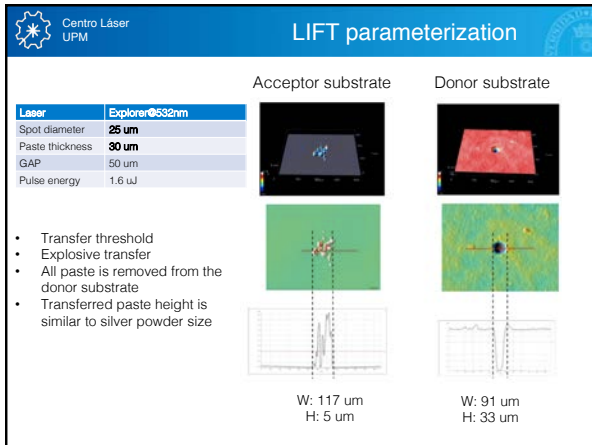 Centro Láser
UPM
LIFT parameterization
Acceptor substrate
Donor substrate
Laser Explorer@532nm
Spot diameter 25 um
Paste thickness 30 um
GAP 50 um
Pulse energy 1.6 uJ
• Transfer threshold
• Explosive transfer
• All paste is removed from the
donor substrate
• Transferred paste height is
similar to silver powder size
W: 117 um
H: 5 um
W: 91 um
H: 33 um